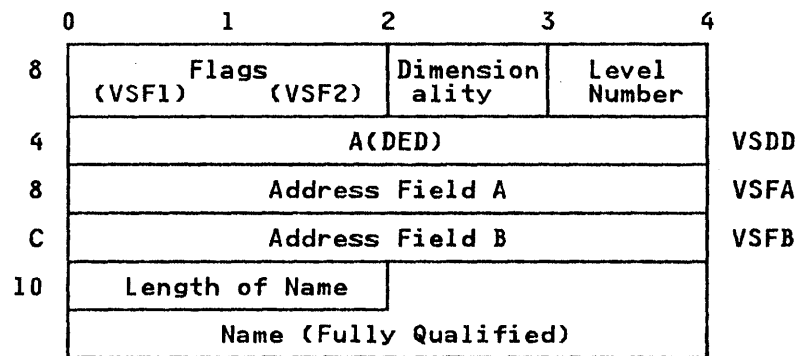 0 1 2 3 4
8 Flags Dimension Level
(VSF1) (VSF2) ality Number
4 A(DED) VSDD
8 Address Field A VSFA
C Address Field B VSFB
10 Length of Name
Name (Fully Qualified)